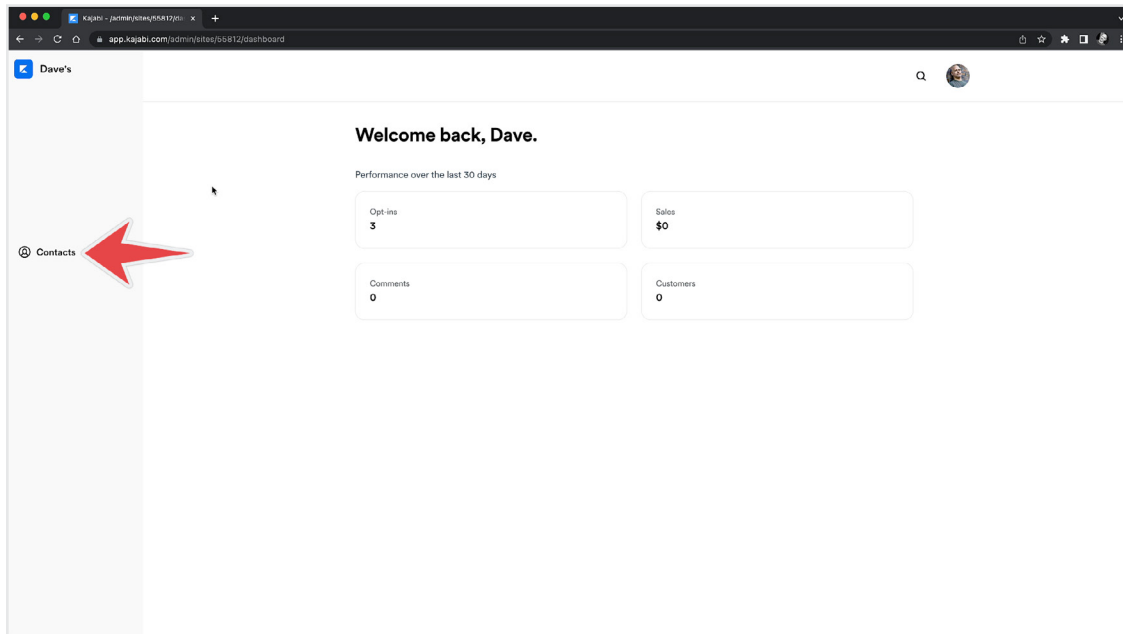 Kajabi - /admin/sites/55812/da
app.kajabi.com/admin/sites/55812/dashboard
Dave's
Welcome back, Dave.
Performance over the last 30 days
Opt-ins
3
Sales
$0
Contacts
Comments
0
Customers
0